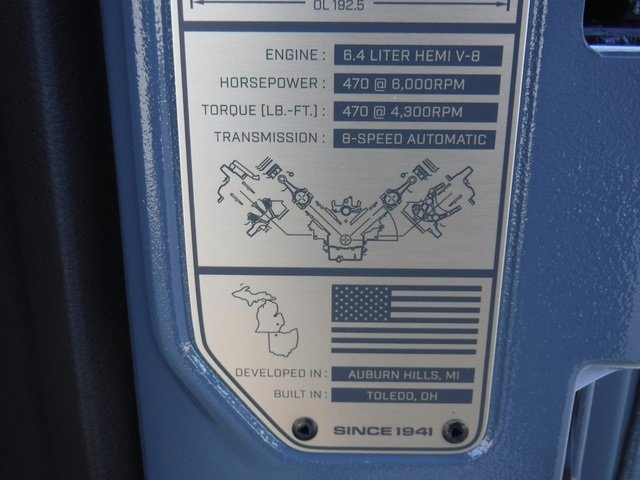 OL 192.5
ENGINE : 6.4 LITER HEMI V-8
HORSEPOWER : 470 @ 6,000RPM
TORQUE [LB.-FT.] : 470 @ 4,300RPM
TRANSMISSION : 8-SPEED AUTOMATIC
DEVELOPED IN : AUBURN HILLS, MI
BUILT IN : TOLEDO, OH
SINCE 1941